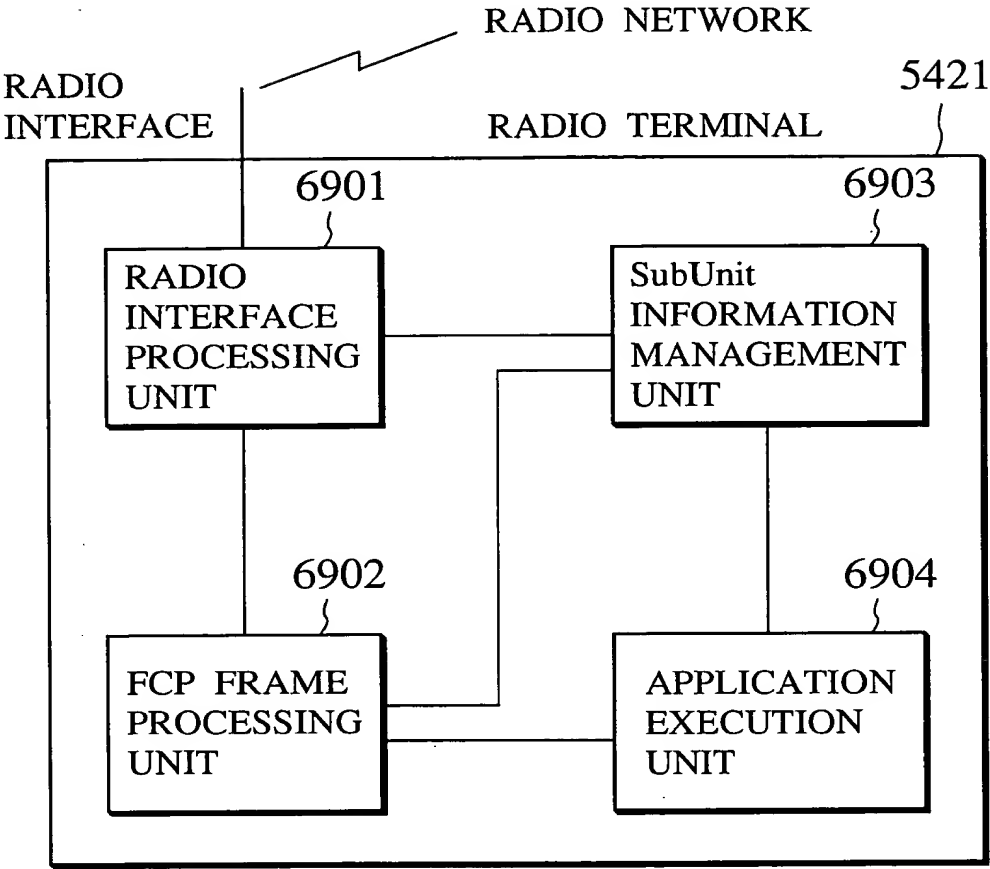 RADIO NETWORK
RADIO
INTERFACE
RADIO TERMINAL
5421
6901
RADIO
INTERFACE
PROCESSING
UNIT
6903
SubUnit
INFORMATION
MANAGEMENT
UNIT
6902
FCP FRAME
PROCESSING
UNIT
6904
APPLICATION
EXECUTION
UNIT